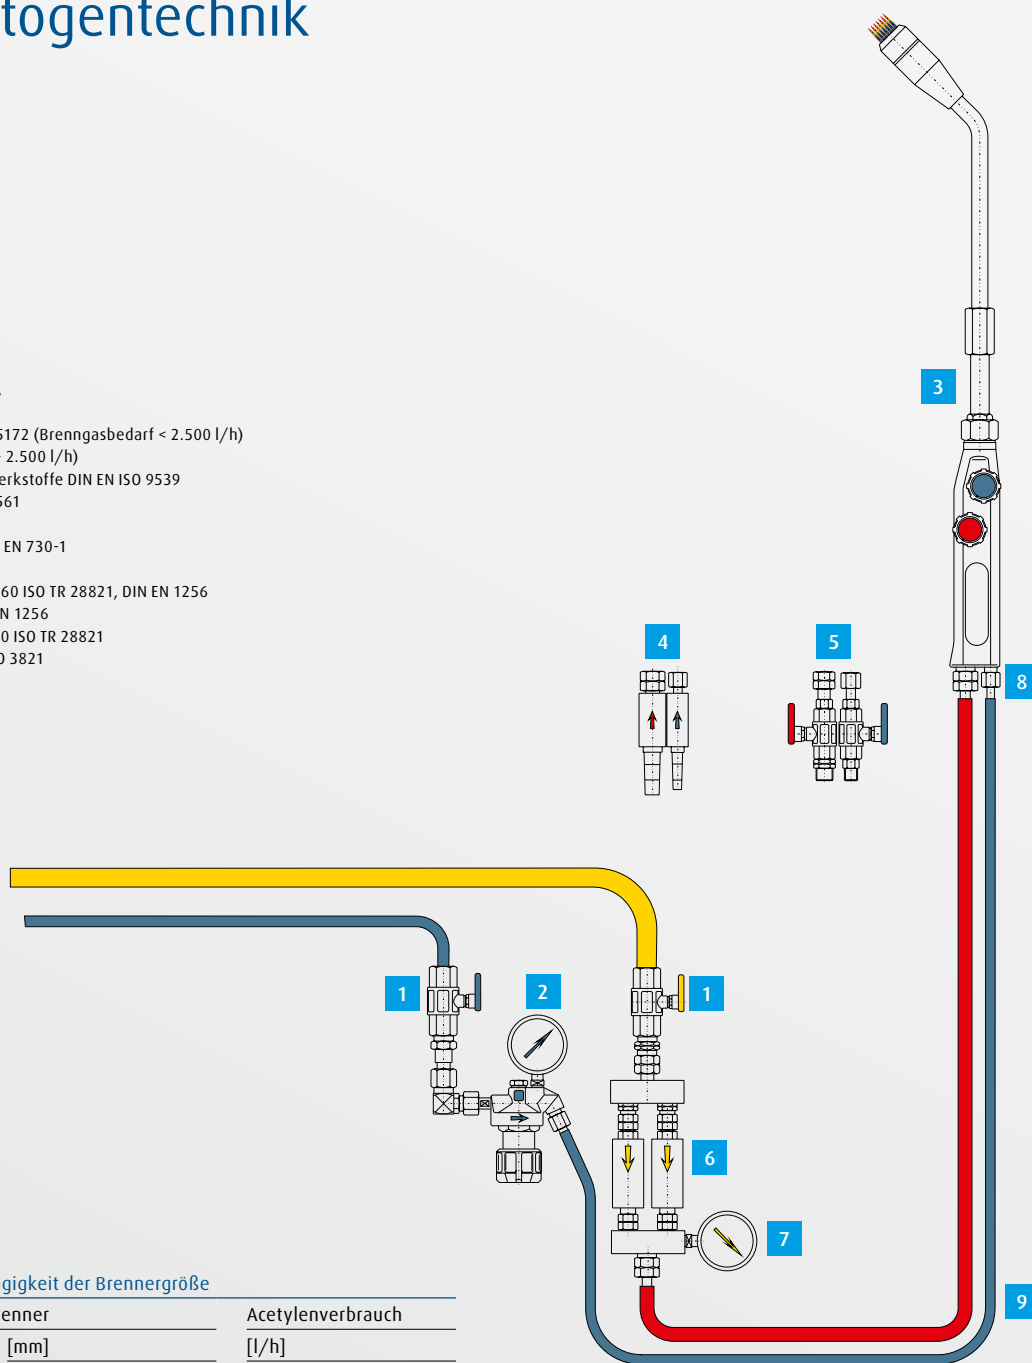 togentechnik
5172 (Brenngasbedarf < 2.500 l/h)
2.500 l/h)
erkstoffe DIN EN ISO 9539
561
EN 730-1
60 ISO TR 28821, DIN EN 1256
N 1256
0 ISO TR 28821
O 3821
3
4
5
8
1
2
1
6
7
9
gigkeit der Brennergröße
enner Acetylenverbrauch
[mm] [l/h]